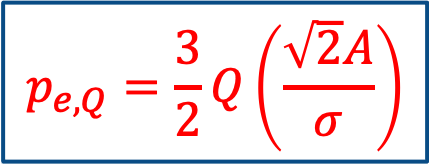 $p_{e,Q} = \frac{3}{2} Q \left( \frac{\sqrt{2}A}{\sigma} \right)$